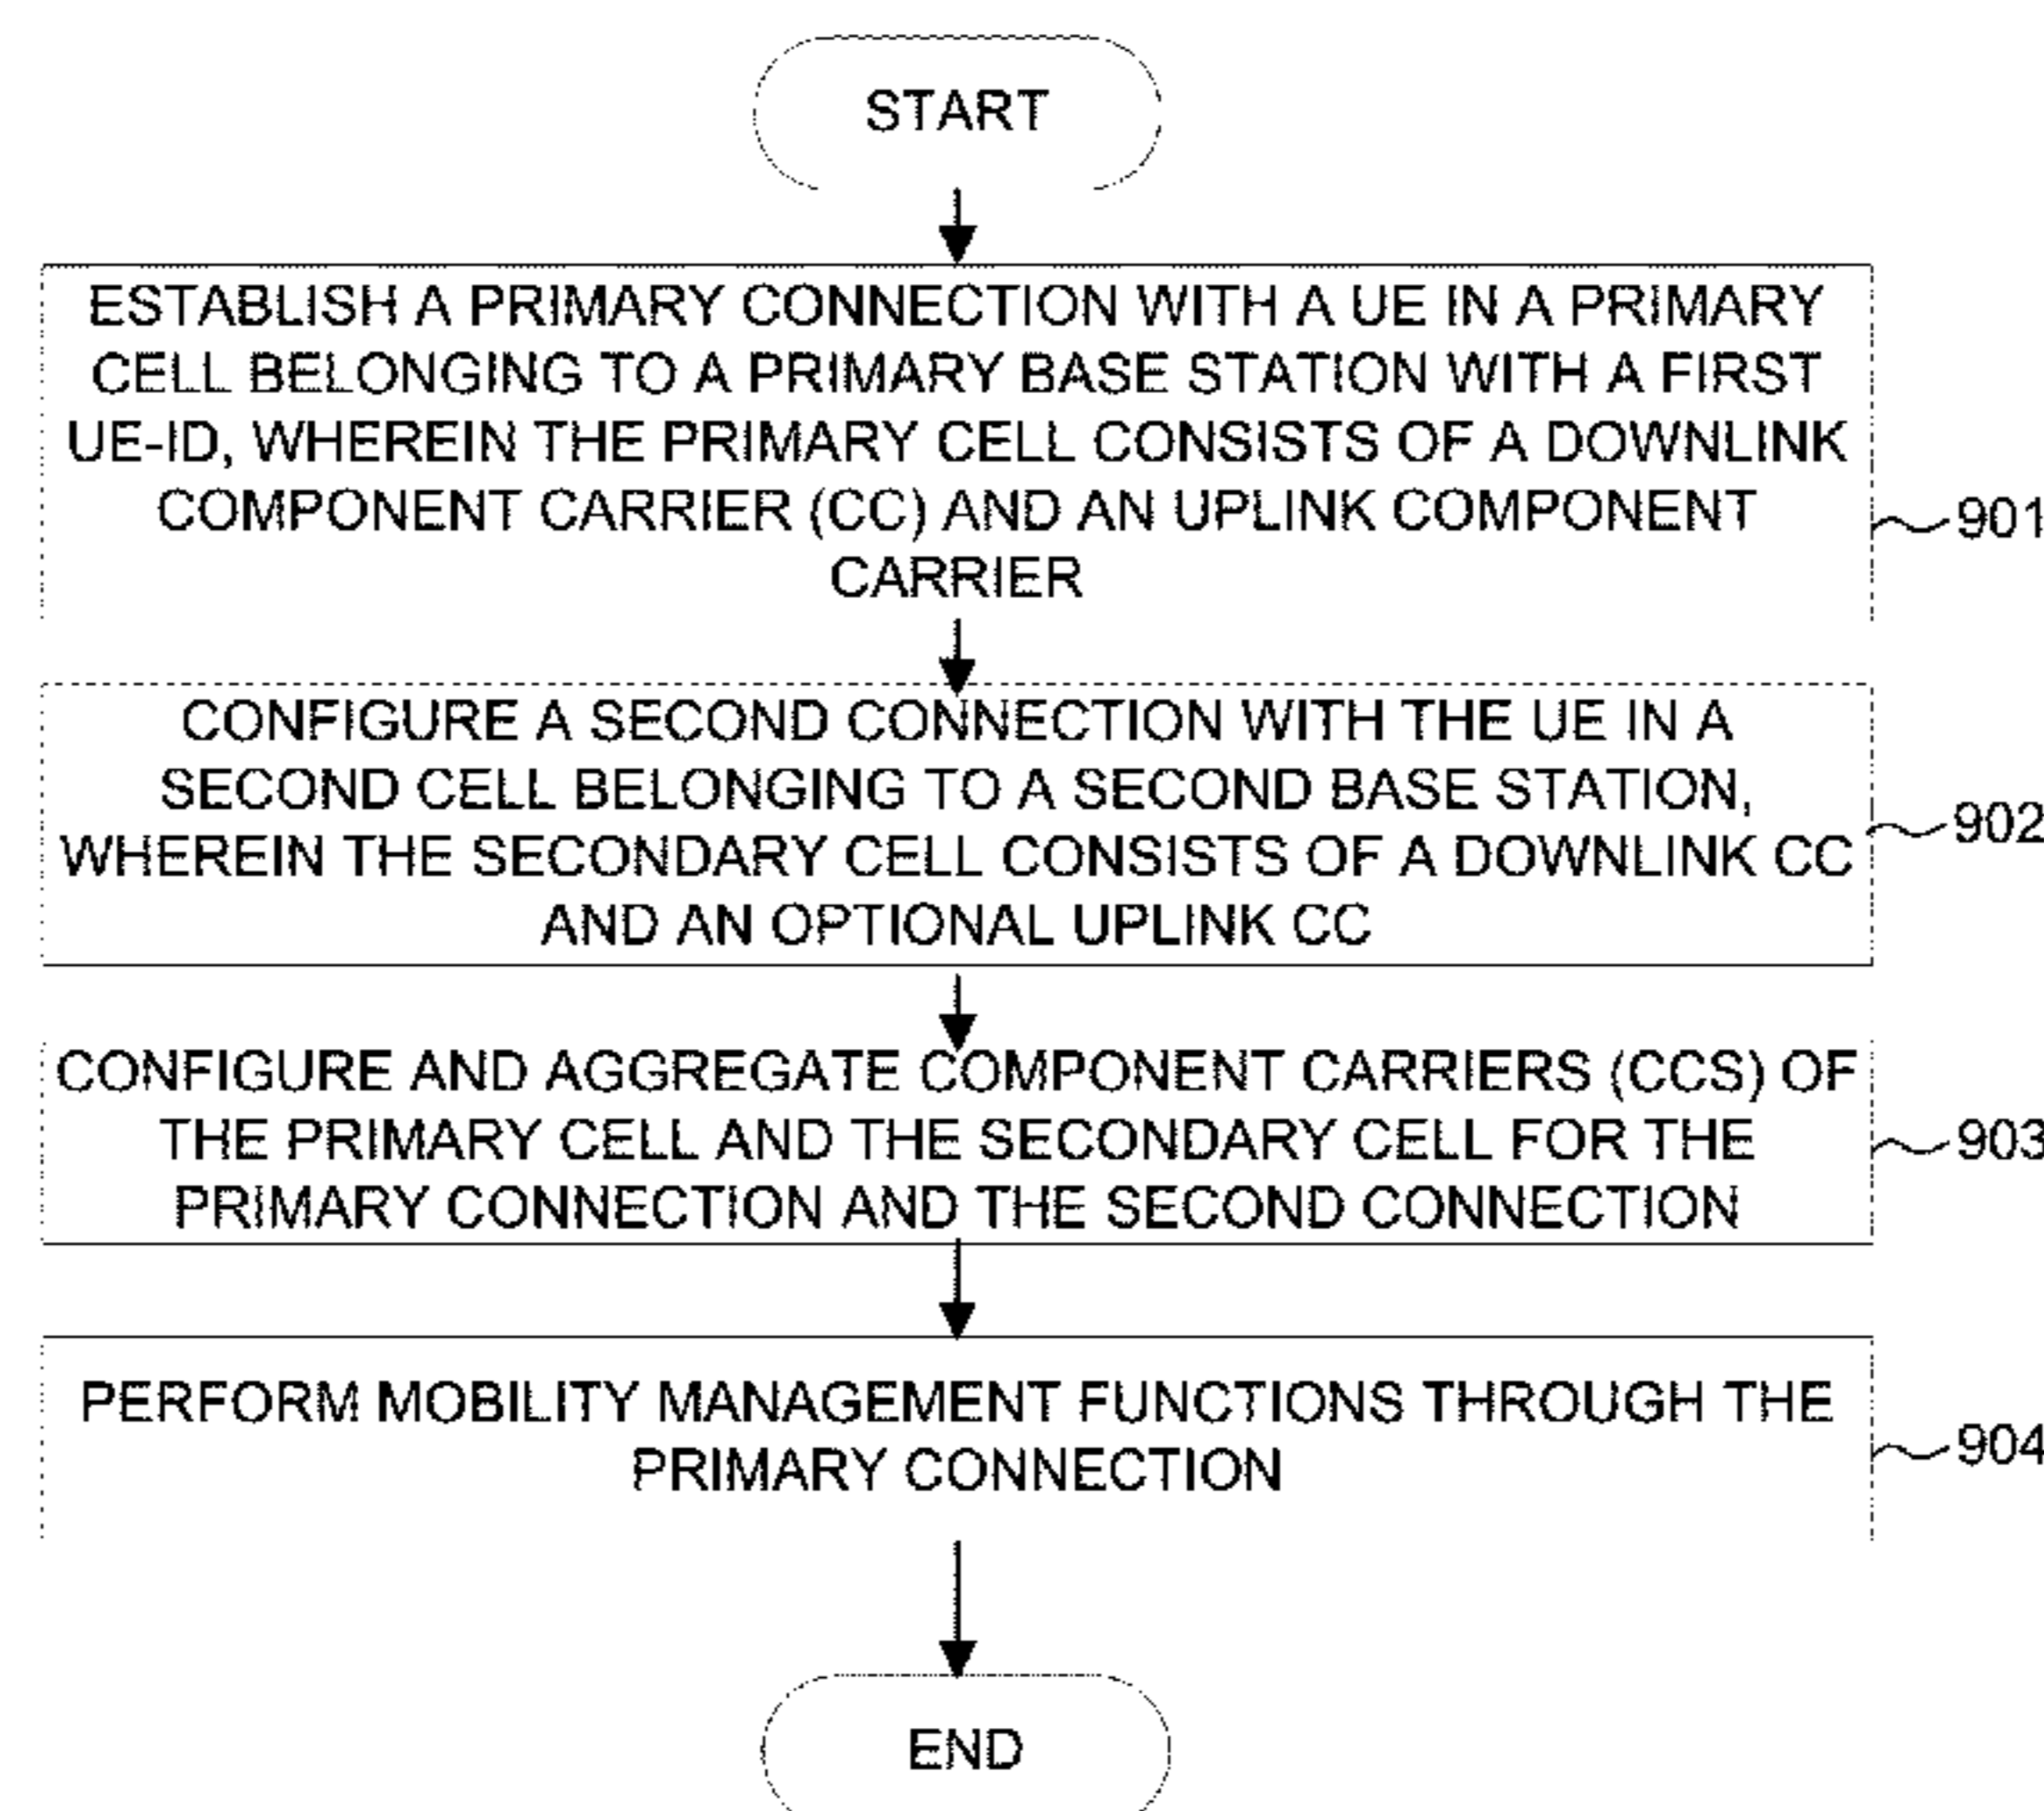 START
ESTABLISH A PRIMARY CONNECTION WITH A UE IN A PRIMARY
CELL BELONGING TO A PRIMARY BASE STATION WITH A FIRST
UE-ID, WHEREIN THE PRIMARY CELL CONSISTS OF A DOWNLINK
COMPONENT CARRIER (CC) AND AN UPLINK COMPONENT
CARRIER
901
CONFIGURE A SECOND CONNECTION WITH THE UE IN A
SECOND CELL BELONGING TO A SECOND BASE STATION,
WHEREIN THE SECONDARY CELL CONSISTS OF A DOWNLINK CC
AND AN OPTIONAL UPLINK CC
902
CONFIGURE AND AGGREGATE COMPONENT CARRIERS (CCS) OF
THE PRIMARY CELL AND THE SECONDARY CELL FOR THE
PRIMARY CONNECTION AND THE SECOND CONNECTION
903
PERFORM MOBILITY MANAGEMENT FUNCTIONS THROUGH THE
PRIMARY CONNECTION
904
END